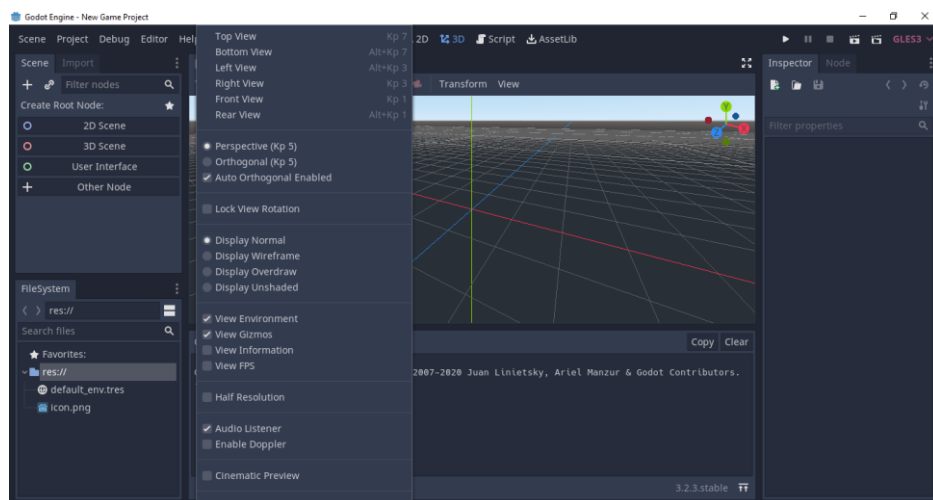 Godot Engine - New Game Project
Scene Project Debug Editor Help
2D 3D Script AssetLib
GLES3
Scene Import
Filter nodes
Create Root Node:
2D Scene
3D Scene
User Interface
Other Node
FileSystem
res://
Search files
Favorites:
res://
default_env.tres
icon.png
Top View Kp 7
Bottom View Alt+Kp 7
Left View Alt+Kp 3
Right View Kp 3
Front View Kp 1
Rear View Alt+Kp 1
Perspective (Kp 5)
Orthogonal (Kp 5)
Auto Orthogonal Enabled
Lock View Rotation
Display Normal
Display Wireframe
Display Overdraw
Display Unshaded
View Environment
View Gizmos
View Information
View FPS
Half Resolution
Audio Listener
Enable Doppler
Cinematic Preview
Transform View
Y
X
Z
Copy Clear
2007-2020 Juan Linietsky, Ariel Manzur & Godot Contributors.
3.2.3.stable
Inspector Node
Filter properties